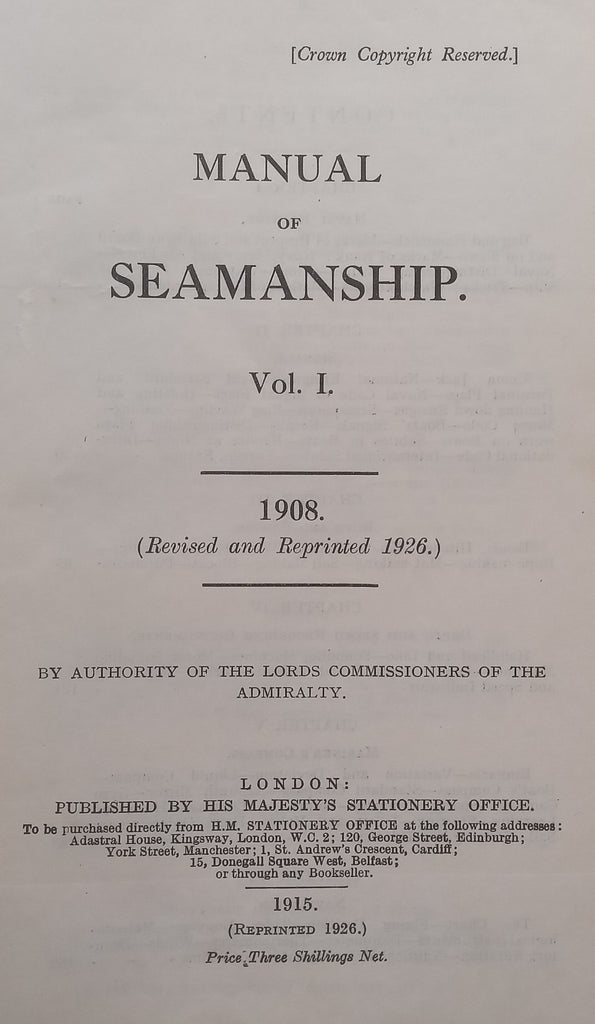 [Crown Copyright Reserved.]
MANUAL
OF
SEAMANSHIP.
Vol. I.
1908.
(Revised and Reprinted 1926.)
BY AUTHORITY OF THE LORDS COMMISSIONERS OF THE
ADMIRALTY.
LONDON:
PUBLISHED BY HIS MAJESTY'S STATIONERY OFFICE.
To be purchased directly from H.M. STATIONERY OFFICE at the following addresses:
Adastral House, Kingsway, London, W.C. 2; 120, George Street, Edinburgh;
York Street, Manchester; 1, St. Andrew's Crescent, Cardiff;
15, Donegall Square West, Belfast;
or through any Bookseller.
1915.
(REPRINTED 1926.)
Price Three Shillings Net.